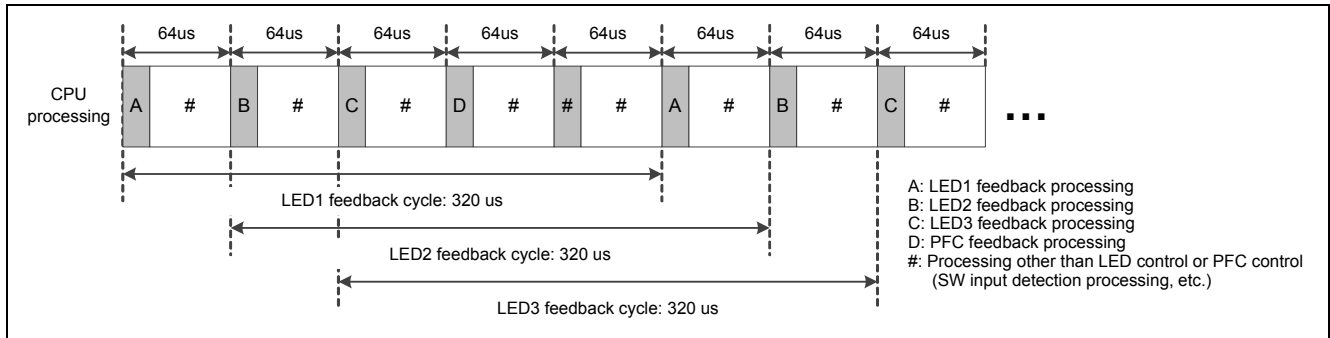 64us 64us 64us 64us 64us 64us 64us 64us
CPU
processing
A # B # C # D # # # A # B # C # ...
LED1 feedback cycle: 320 us
LED2 feedback cycle: 320 us
LED3 feedback cycle: 320 us
A: LED1 feedback processing
B: LED2 feedback processing
C: LED3 feedback processing
D: PFC feedback processing
#: Processing other than LED control or PFC control
(SW input detection processing, etc.)